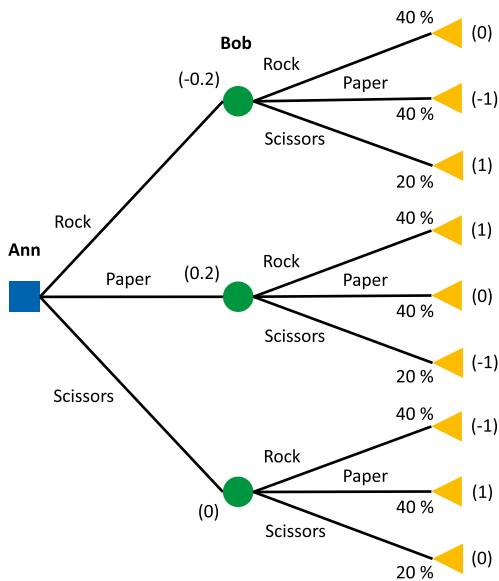 40 %
(0)
Bob
Rock
(-0.2)
Paper
(-1)
40 %
Scissors
(1)
20 %
Rock
40 %
(1)
Ann
Rock
Paper
(0.2)
Paper
(0)
40 %
Scissors
(-1)
20 %
Scissors
40 %
(-1)
Rock
Paper
(1)
(0)
40 %
Scissors
(0)
20 %